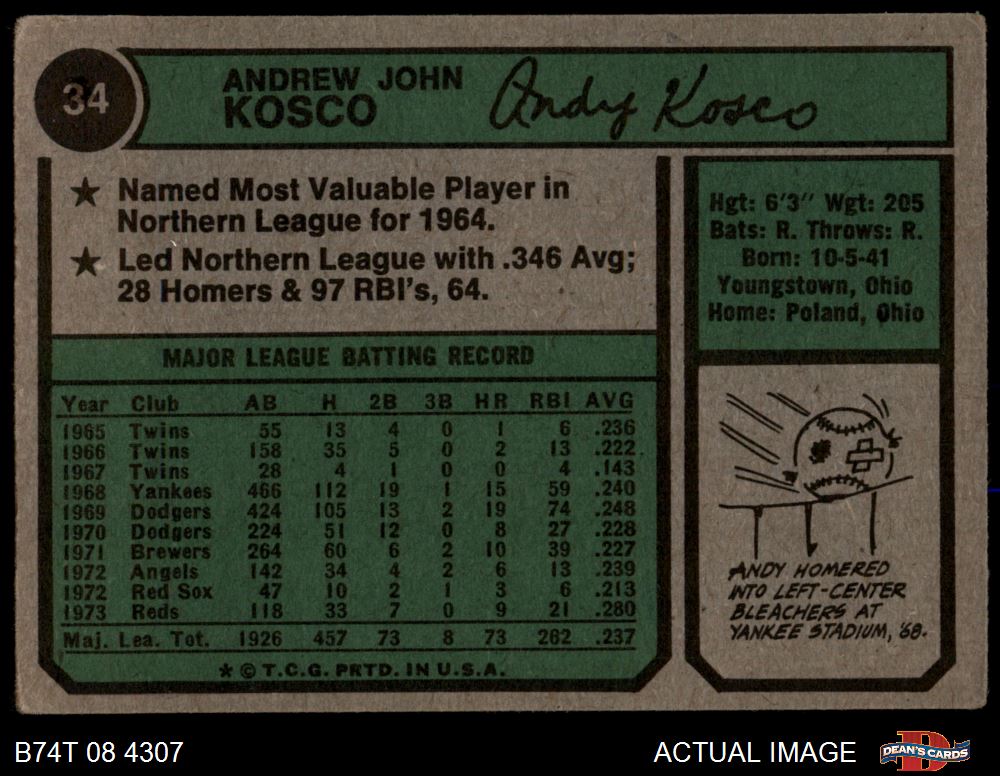 34
ANDREW JOHN
KOSCO
Andy Kosco
★ Named Most Valuable Player in
Northern League for 1964.
★ Led Northern League with .346 Avg;
28 Homers & 97 RBI's, 64.
Hgt: 6'3" Wgt: 205
Bats: R. Throws: R.
Born: 10-5-41
Youngstown, Ohio
Home: Poland, Ohio
MAJOR LEAGUE BATTING RECORD
Year Club AB H 2B 3B HR RBI AVG
1965 Twins 55 13 4 0 1 6 .236
1966 Twins 158 35 5 0 2 13 .222
1967 Twins 28 4 1 0 0 4 .143
1968 Yankees 466 112 19 1 15 59 .240
1969 Dodgers 424 105 13 2 19 74 .248
1970 Dodgers 224 51 12 0 8 27 .228
1971 Brewers 264 60 6 2 10 39 .227
1972 Angels 142 34 4 2 6 13 .239
1972 Red Sox 47 10 2 1 3 6 .213
1973 Reds 118 33 7 0 9 21 .280
Maj. Lea. Tot. 1926 457 73 8 73 262 .237
* © T.C.G. PRTD. IN U.S.A.
ANDY HOMERED
INTO LEFT-CENTER
BLEACHERS AT
YANKEE STADIUM, '68.
B74T 08 4307
ACTUAL IMAGE
D
DEAN'S CARDS